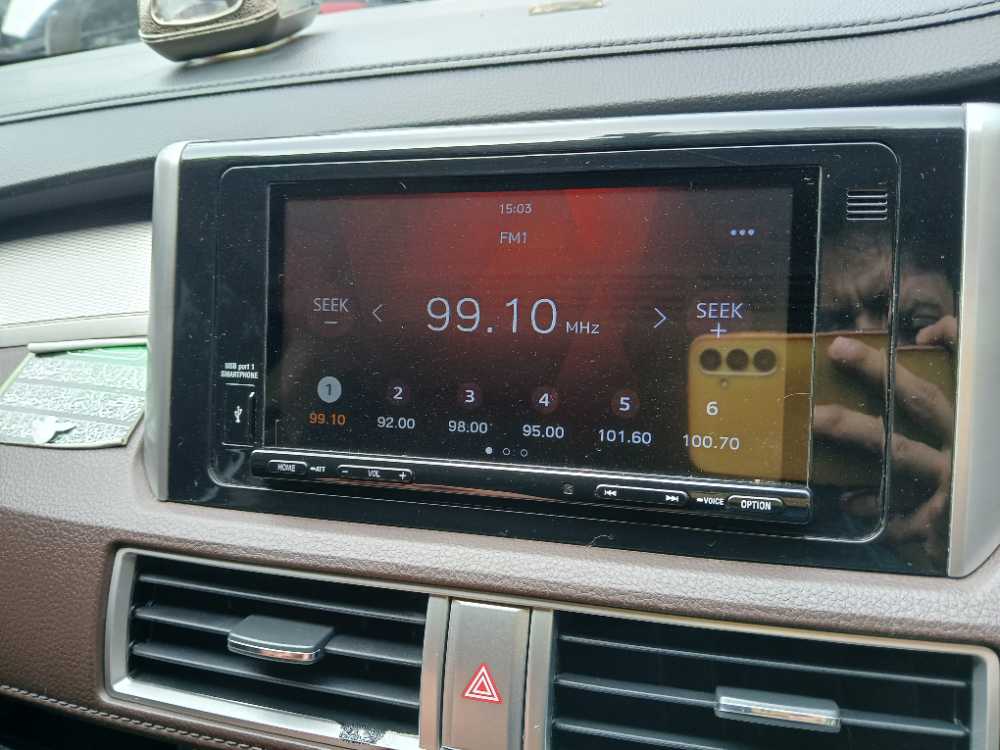 15:03
FM1
SEEK
−
99.10 MHz
SEEK
+
1 2 3 4 5 6
99.10 92.00 98.00 95.00 101.60 100.70
USB port 1
SMARTPHONE
HOME ATT − VOL + VOICE OPTION